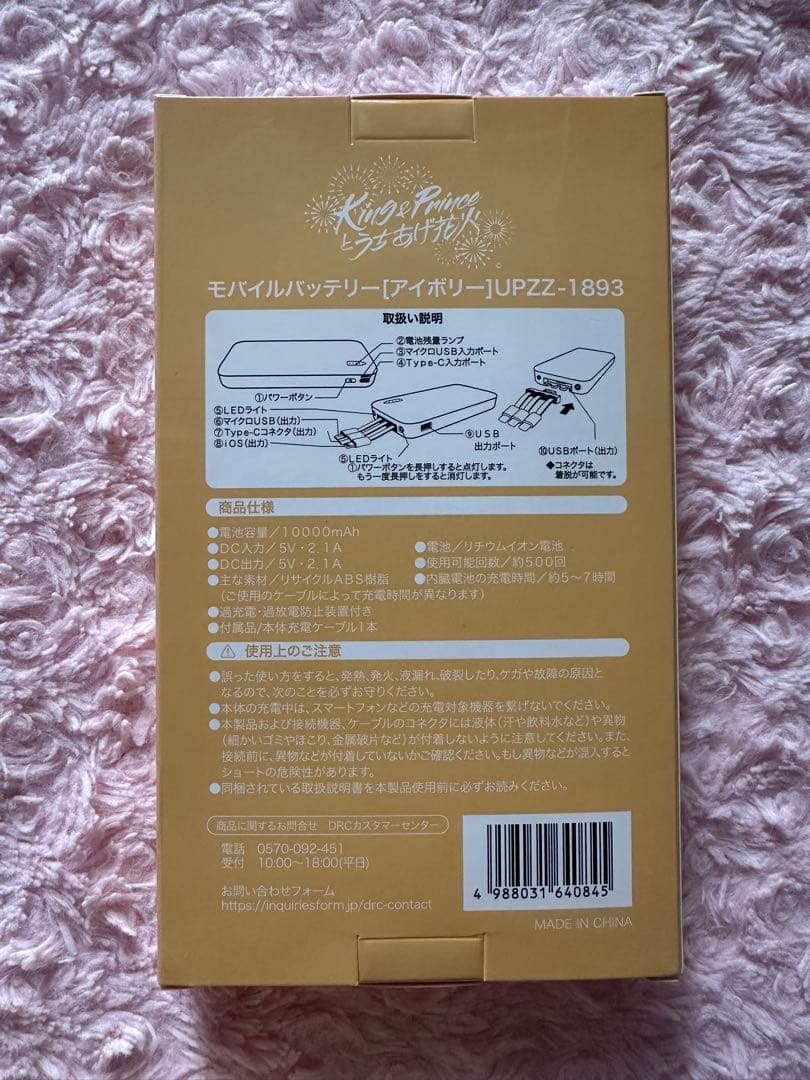 King & Prince
とうちあげ花火
©
モバイルバッテリー[アイボリー]UPZZ-1893
取扱い説明
②電池残量ランプ
③マイクロUSB入力ポート
④Type-C入力ポート
①パワーボタン
⑤LEDライト
⑥マイクロUSB(出力)
⑦Type-Cコネクタ(出力)
⑧iOS(出力)
⑤LEDライト
①パワーボタンを長押しすると点灯します。
もう一度長押しをすると消灯します。
⑨USB
出力ポート
⑩USBポート(出力)
◆コネクタは
着脱が可能です。
商品仕様
●電池容量/10000mAh
●DC入力/5V・2.1A
●電池/リチウムイオン電池
●DC出力/5V・2.1A
●使用可能回数/約500回
●主な素材/リサイクルABS樹脂
●内臓電池の充電時間/約5〜7時間
(ご使用のケーブルによって充電時間が異なります)
●過充電・過放電防止装置付き
●付属品/本体充電ケーブル1本
⚠ 使用上のご注意
●誤った使い方をすると、発熱、発火、液漏れ、破裂したり、ケガや故障の原因と
なるので、次のことを必ずお守りください。
●本体の充電中は、スマートフォンなどの充電対象機器を繋げないでください。
●本製品および接続機器、ケーブルのコネクタには液体(汗や飲料水など)や異物
(細かいゴミやほこり、金属破片など)が付着しないように注意してください。また、
接続前に、異物などが付着していないかご確認ください。もし異物などが混入すると
ショートの危険性があります。
●同梱されている取扱説明書を本製品使用前に必ずお読みください。
商品に関するお問合せ DRCカスタマーセンター
電話 0570-092-451
受付 10:00〜18:00(平日)
お問い合わせフォーム
https://inquiriesform.jp/drc-contact
4 988031 640845
MADE IN CHINA